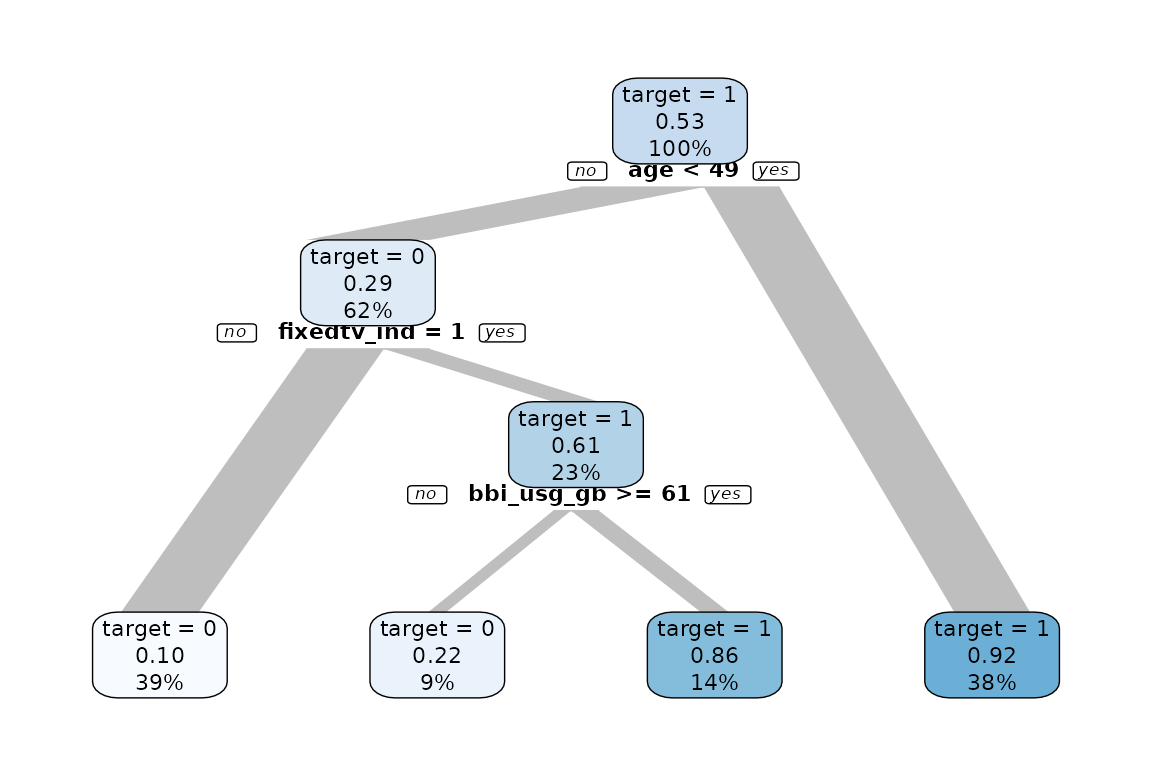 target = 1
0.53
100%
no age < 49 yes
target = 0
0.29
62%
no fixedtv_ind = 1 yes
target = 1
0.61
23%
no bbi_usg_gb >= 61 yes
target = 0
0.10
39%
target = 0
0.22
9%
target = 1
0.86
14%
target = 1
0.92
38%